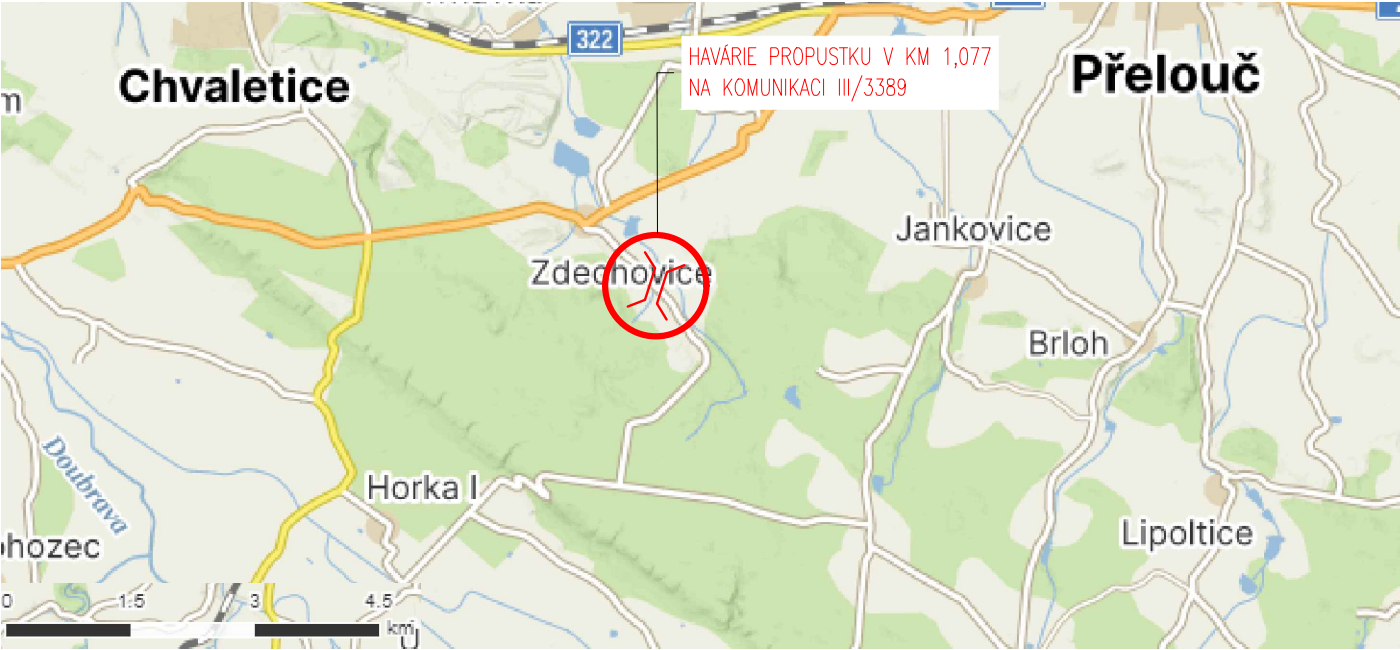 322
HAVÁRIE PROPUSTKU V KM 1,077
NA KOMUNIKACI III/3389
Chvaletice
Přelouč
m
Jankovice
Zdechovice
Brloh
Doubrava
Horka I
Lipoltice
ohozec
0 1.5 3 4.5
km